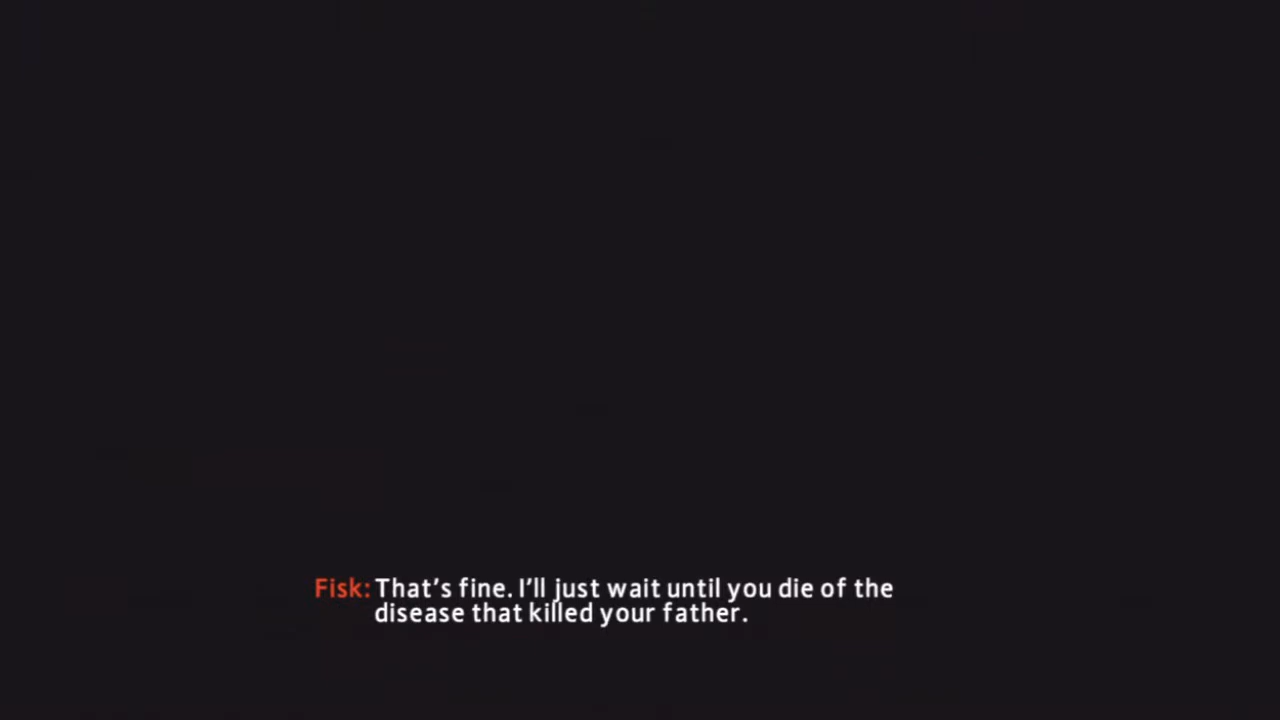 Fisk: That’s fine. I’ll just wait until you die of the
disease that killed your father.